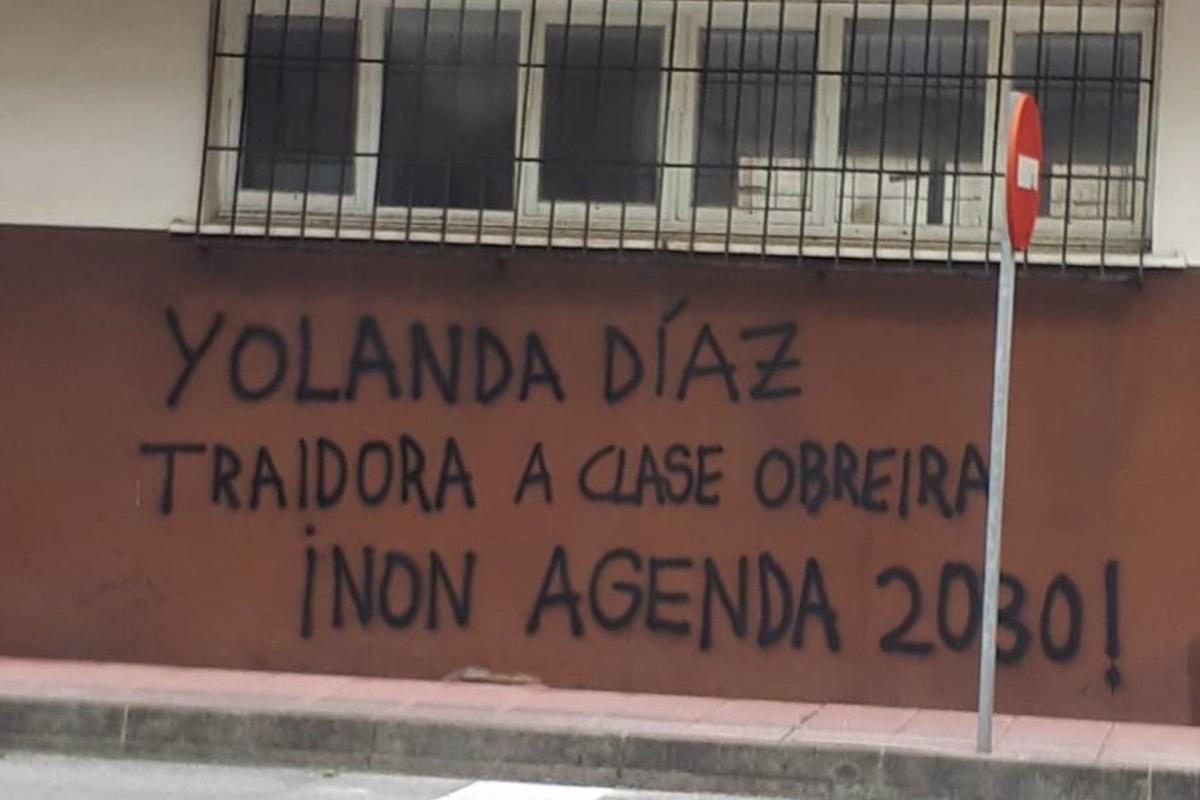 YOLANDA DÍAZ
TRAIDORA A CLASE OBREIRA
¡NON AGENDA 2030!